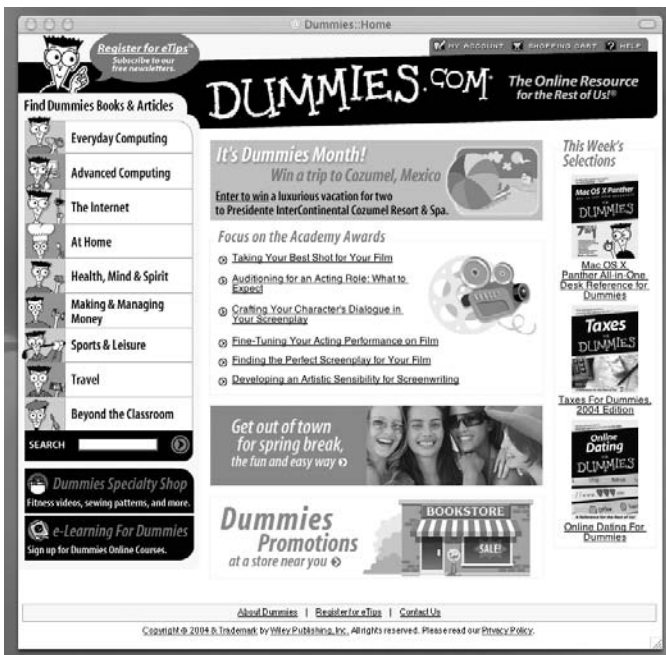 Dummies::Home
Register for eTips
Subscribe to our
free newsletters.
MY ACCOUNT SHOPPING CART ? HELP
DUMMIES.COM
The Online Resource
for the Rest of Us!®
Find Dummies Books & Articles
Everyday Computing
Advanced Computing
The Internet
At Home
Health, Mind & Spirit
Making & Managing
Money
Sports & Leisure
Travel
Beyond the Classroom
SEARCH
Dummies Specialty Shop
Fitness videos, sewing patterns, and more.
e-Learning For Dummies
Sign up for Dummies Online Courses.
It's Dummies Month!
Win a trip to Cozumel, Mexico
Enter to win a luxurious vacation for two
to Presidente InterContinental Cozumel Resort & Spa.
Focus on the Academy Awards
Taking Your Best Shot for Your Film
Auditioning for an Acting Role: What to
Expect
Crafting Your Character's Dialogue in
Your Screenplay
Fine-Tuning Your Acting Performance on Film
Finding the Perfect Screenplay for Your Film
Developing an Artistic Sensibility for Screenwriting
Get out of town
for spring break,
the fun and easy way
Dummies
Promotions
at a store near you
BOOKSTORE
SALE!
This Week's
Selections
Mac OS X Panther
DUMMIES
Mac OS X
Panther All-in-One
Desk Reference for
Dummies
Taxes
FOR
DUMMIES
Taxes For Dummies,
2004 Edition
Online
Dating
FOR
DUMMIES
Online Dating For
Dummies
About Dummies | Register for eTips | Contact Us
Copyright © 2004 & Trademark by Wiley Publishing, Inc. All rights reserved. Please read our Privacy Policy.